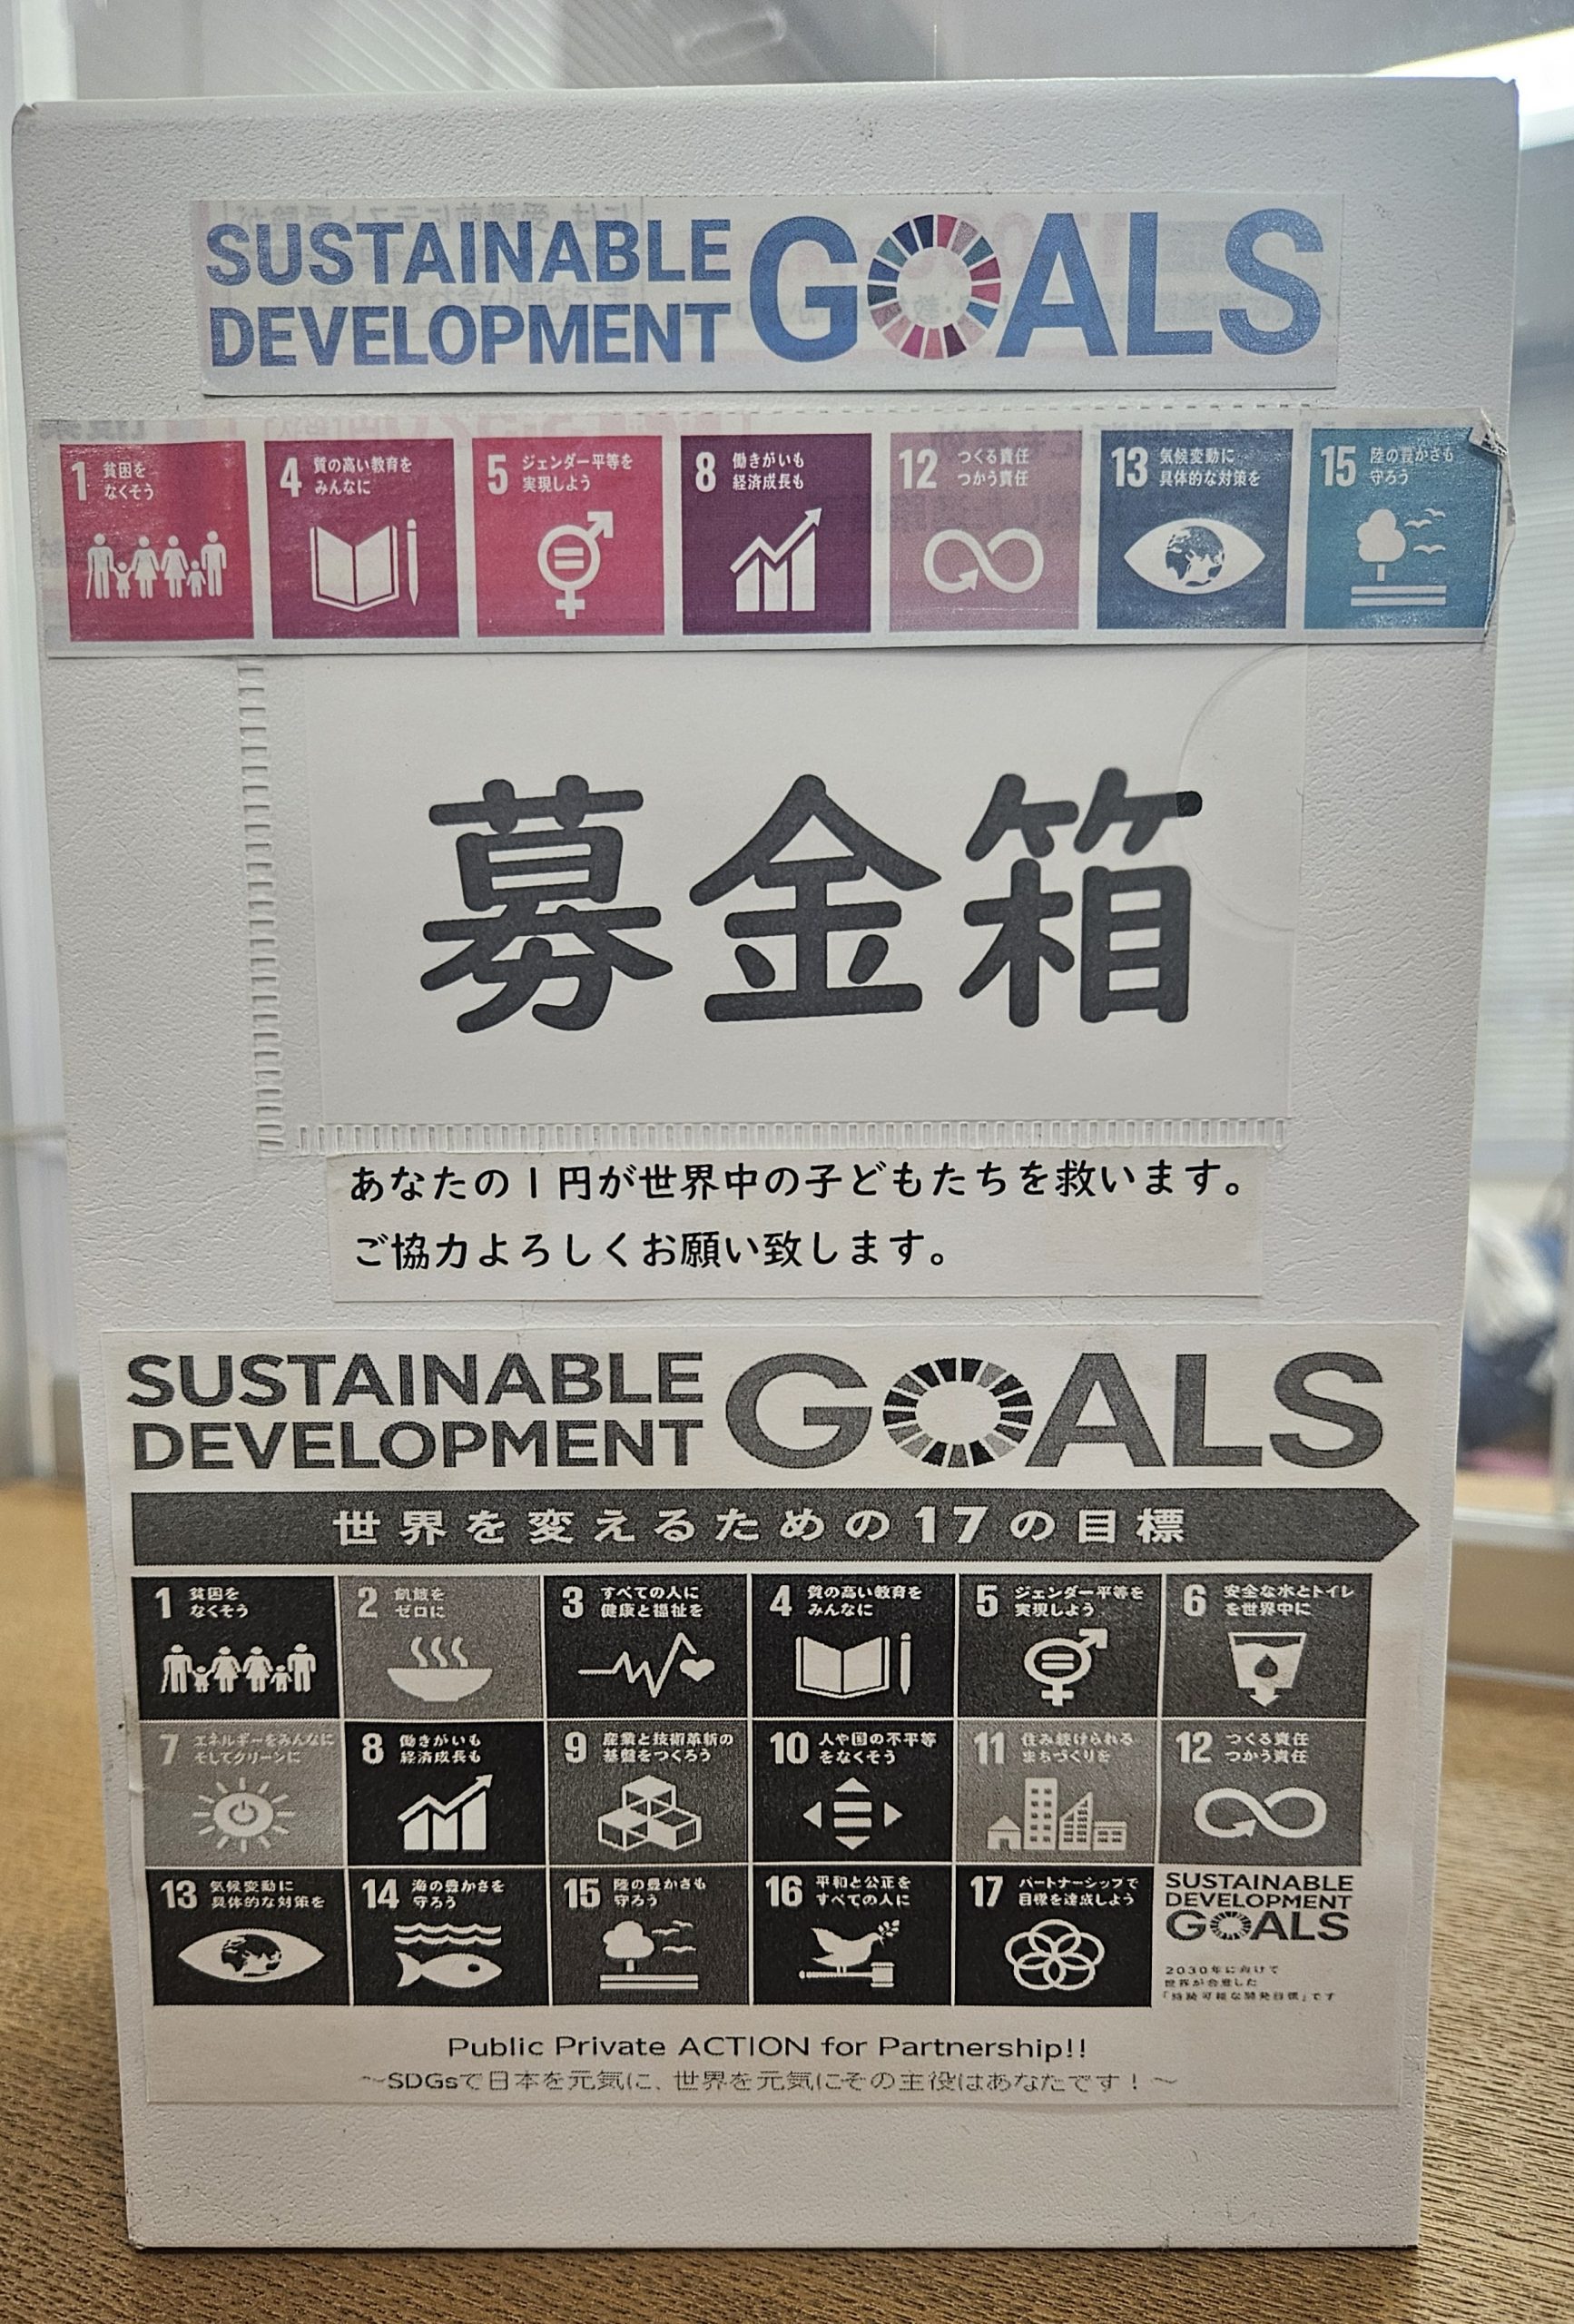 SUSTAINABLE
DEVELOPMENT
GOALS
1 貧困を
なくそう
4 質の高い教育を
みんなに
5 ジェンダー平等を
実現しよう
8 働きがいも
経済成長も
12 つくる責任
つかう責任
13 気候変動に
具体的な対策を
15 陸の豊かさも
守ろう
募金箱
あなたの1円が世界中の子どもたちを救います。
ご協力よろしくお願い致します。
SUSTAINABLE
DEVELOPMENT
GOALS
世界を変えるための17の目標
1 貧困を
なくそう
2 飢餓を
ゼロに
3 すべての人に
健康と福祉を
4 質の高い教育を
みんなに
5 ジェンダー平等を
実現しよう
6 安全な水とトイレ
を世界中に
7 エネルギーをみんなに
そしてクリーンに
8 働きがいも
経済成長も
9 産業と技術革新の
基盤をつくろう
10 人や国の不平等
をなくそう
11 住み続けられる
まちづくりを
12 つくる責任
つかう責任
13 気候変動に
具体的な対策を
14 海の豊かさを
守ろう
15 陸の豊かさも
守ろう
16 平和と公正を
すべての人に
17 パートナーシップで
目標を達成しよう
SUSTAINABLE
DEVELOPMENT
GOALS
2030年に向けて
世界が合意した
「持続可能な開発目標」です
Public Private ACTION for Partnership!!
～SDGsで日本を元気に、世界を元気にその主役はあなたです！～